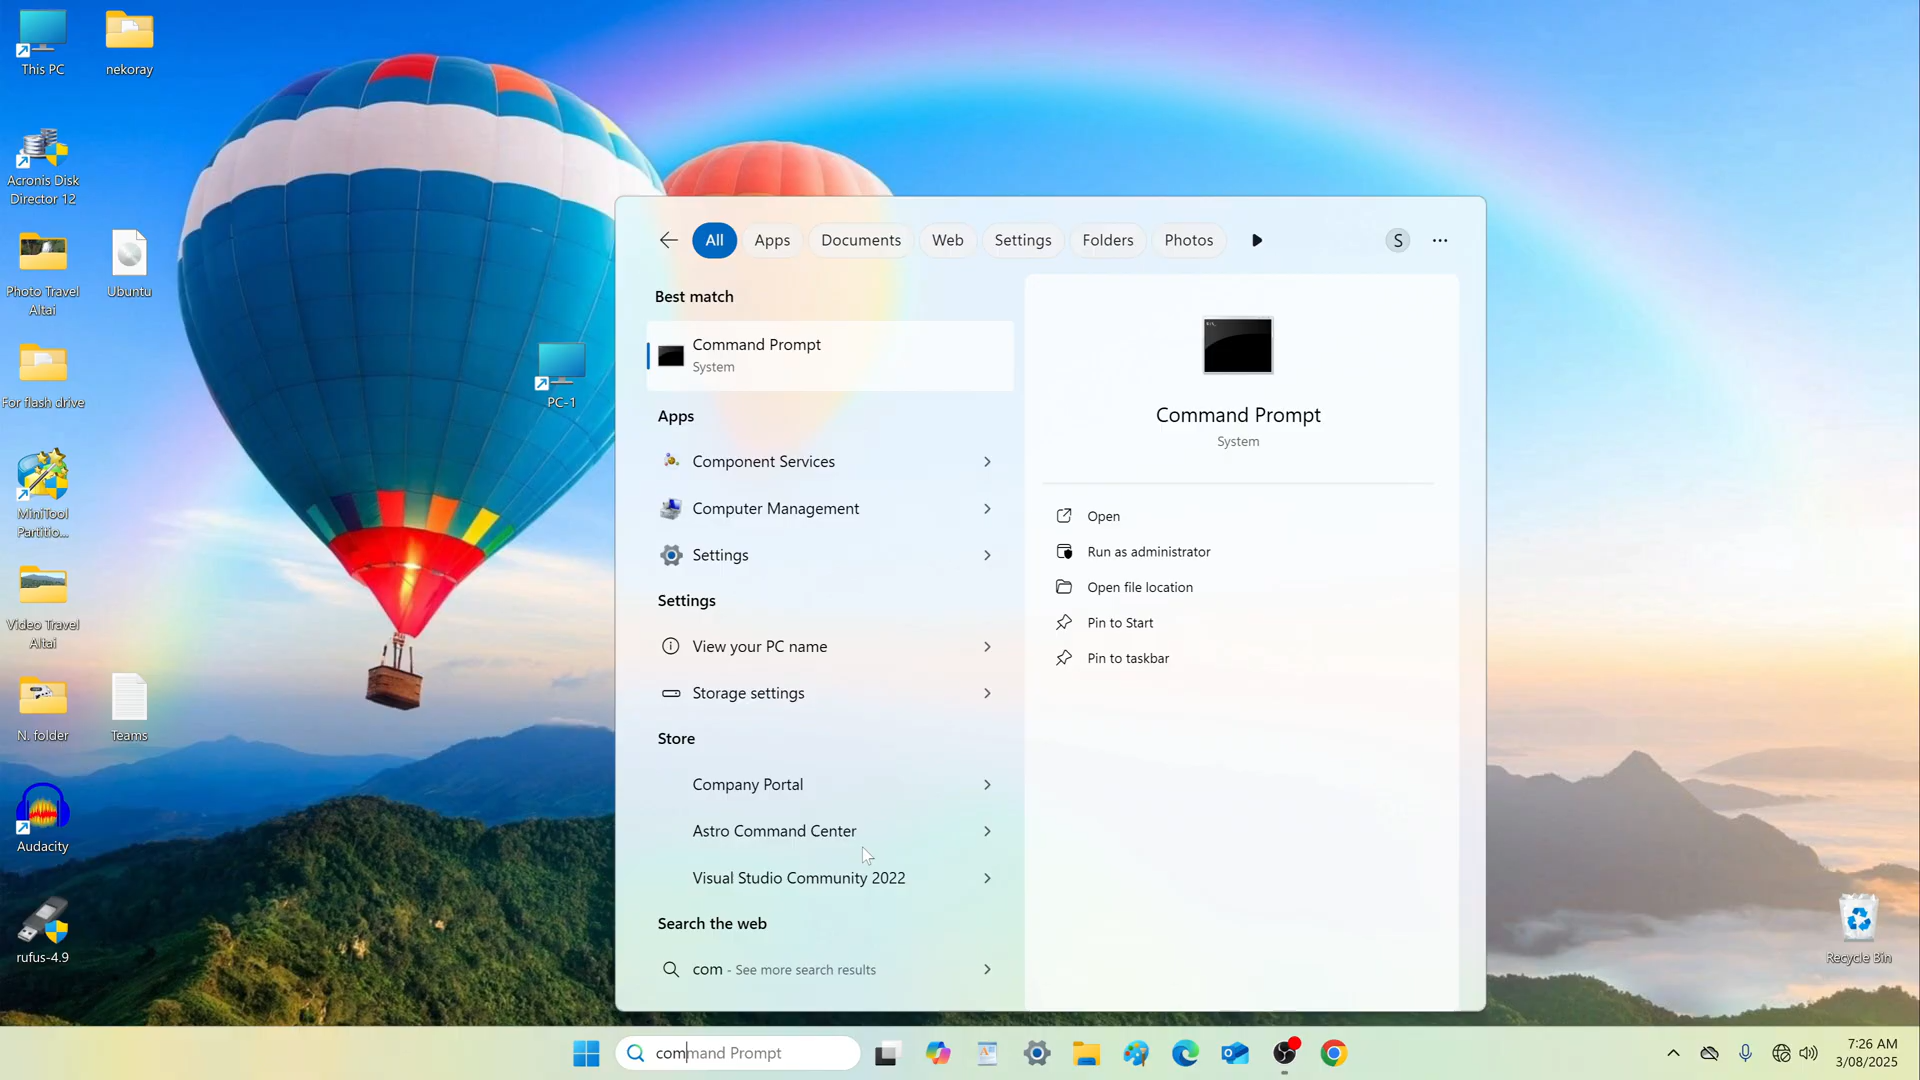 This PC
nekoray
Acronis Disk
Director 12
Photo Travel
Altai
Ubuntu
For flash drive
PC-1
MiniTool
Partitio...
Video Travel
Altai
N. folder
Teams
Audacity
rufus-4.9
Recycle Bin
All
Apps
Documents
Web
Settings
Folders
Photos
S
Best match
Command Prompt
System
Apps
Component Services
Computer Management
Settings
Settings
View your PC name
Storage settings
Store
Company Portal
Astro Command Center
Visual Studio Community 2022
Search the web
com - See more search results
Command Prompt
System
Open
Run as administrator
Open file location
Pin to Start
Pin to taskbar
command Prompt
7:26 AM
3/08/2025